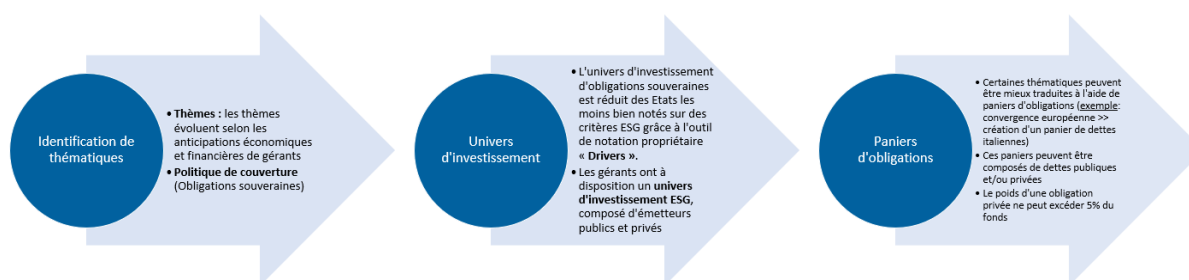 Identification de
thématiques
• Thèmes : les thèmes
évoluent selon les
anticipations économiques
et financières de gérants
• Politique de couverture
(Obligations souveraines)
Univers
d'investissement
• L'univers d'investissement
d'obligations souveraines
est réduit des Etats les
moins bien notés sur des
critères ESG grâce à l'outil
de notation propriétaire
« Drivers ».
• Les gérants ont à
disposition un univers
d'investissement ESG,
composé d'émetteurs
publics et privés
Paniers
d'obligations
• Certaines thématiques peuvent
être mieux traduites à l'aide de
paniers d'obligations (exemple:
convergence européenne >>
création d'un panier de dettes
italiennes)
• Ces paniers peuvent être
composés de dettes publiques
et/ou privées
• Le poids d'une obligation
privée ne peut excéder 5% du
fonds